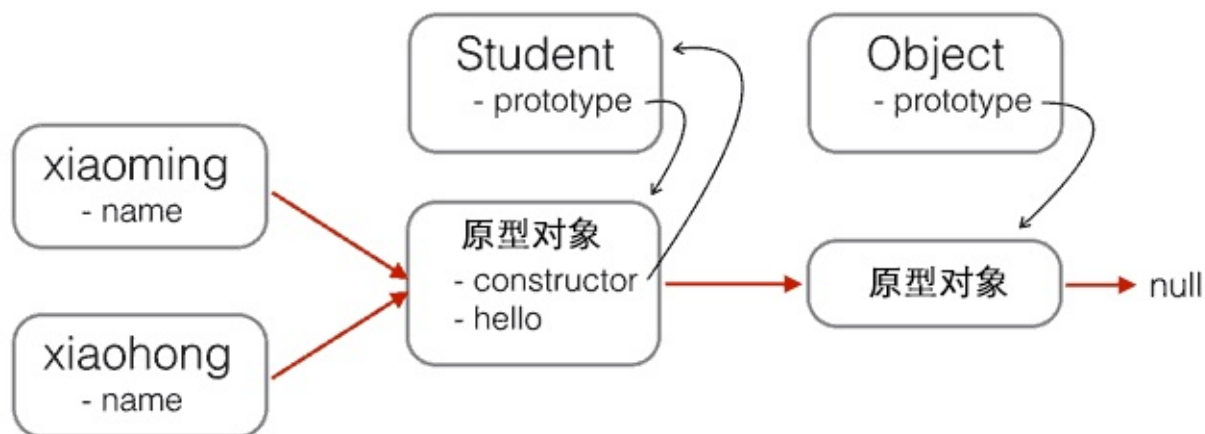 Student
- prototype
Object
- prototype
xiaoming
- name
原型对象
- constructor
- hello
原型对象
null
xiaohong
- name